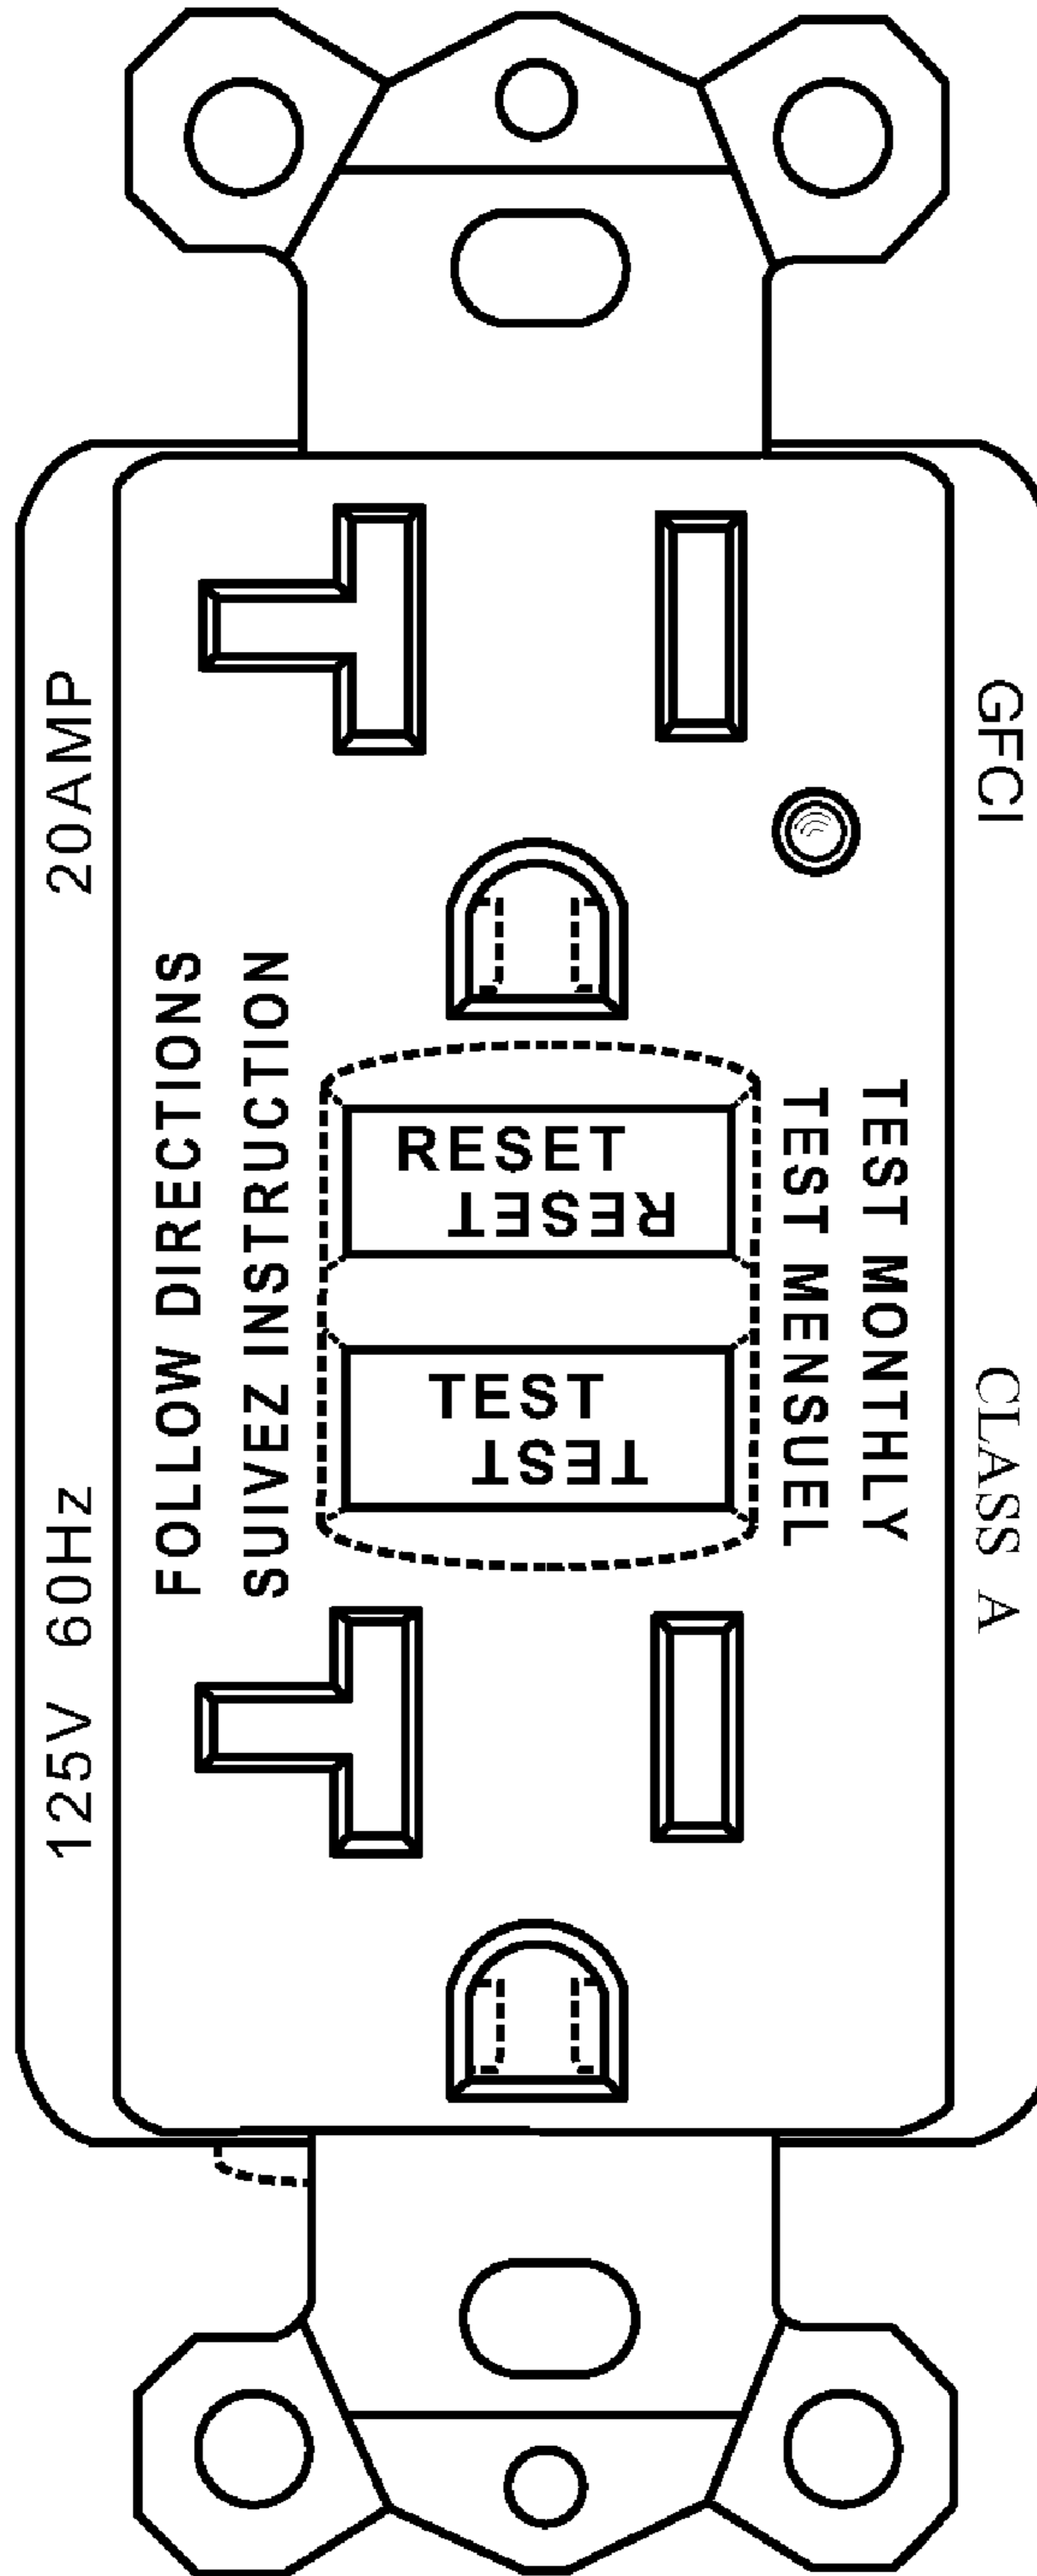 20AMP
125V 60Hz
FOLLOW DIRECTIONS
SUIVEZ INSTRUCTION
RESET
RESET
TEST
TEST
TEST MONTHLY
TEST MENSUEL
GFCI
CLASS A